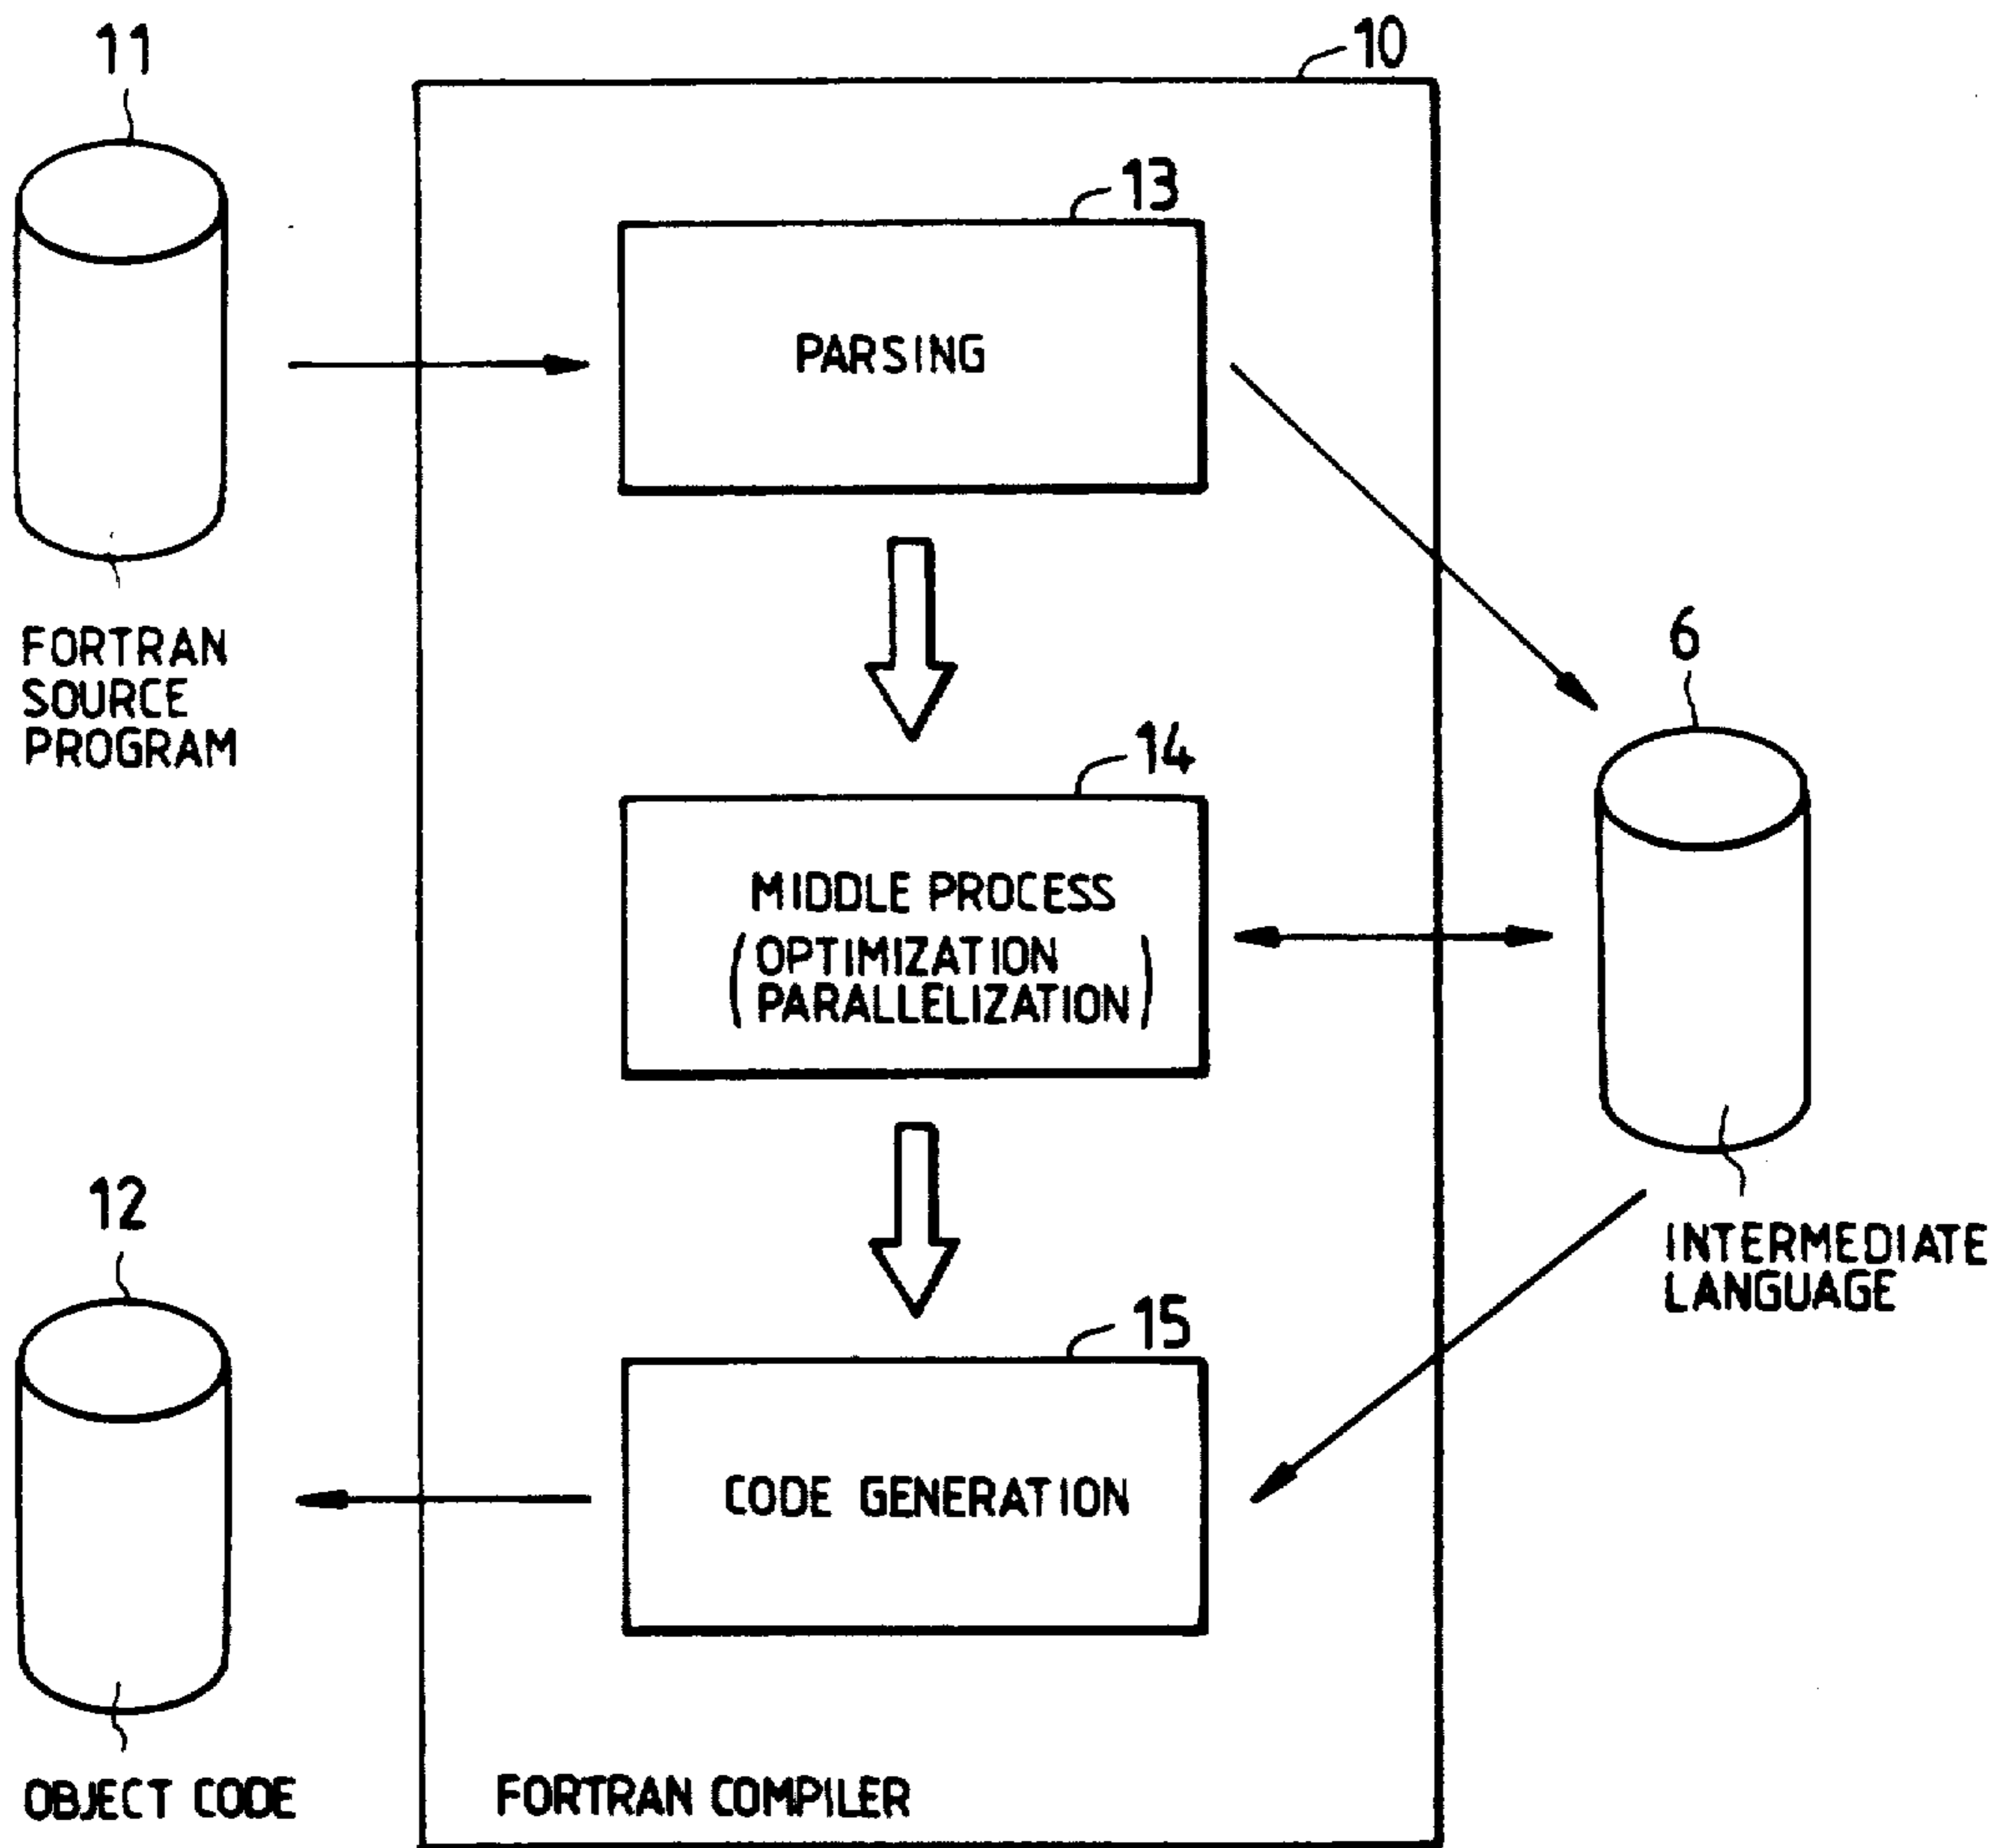 11
10
13
PARSING
FORTRAN
SOURCE
PROGRAM
6
14
MIDDLE PROCESS
(OPTIMIZATION
PARALLELIZATION)
12
INTERMEDIATE
LANGUAGE
15
CODE GENERATION
OBJECT CODE
FORTRAN COMPILER